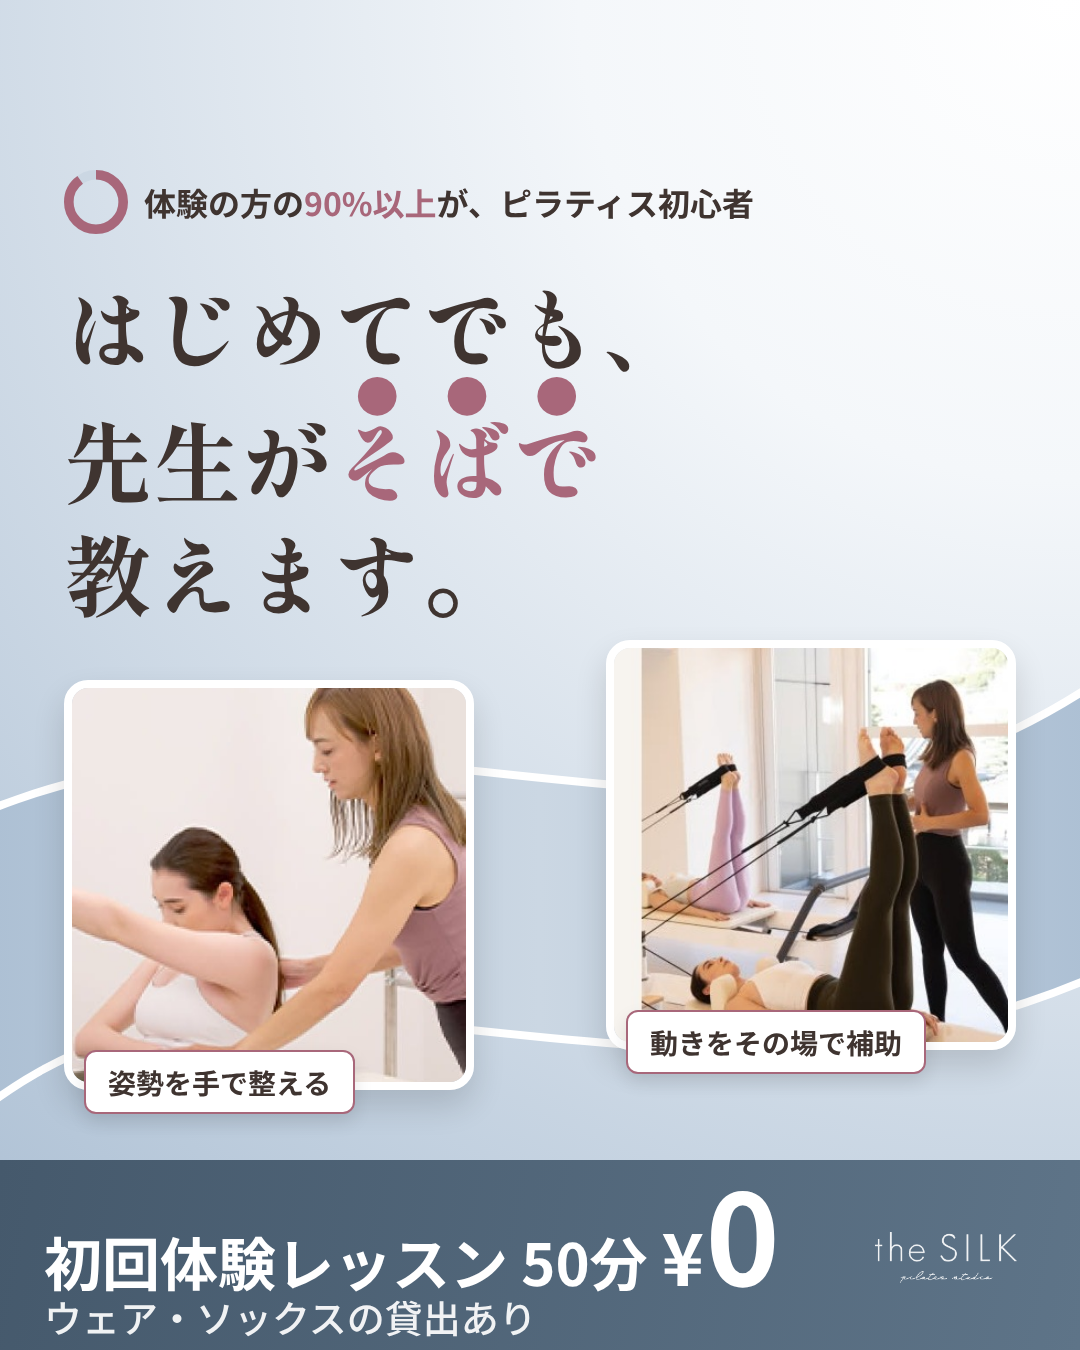 体験の方の90%以上が、ピラティス初心者
はじめてでも、
先生がそばで
教えます。
姿勢を手で整える
動きをその場で補助
初回体験レッスン 50分 ¥0
ウェア・ソックスの貸出あり
the SILK
pilates studio